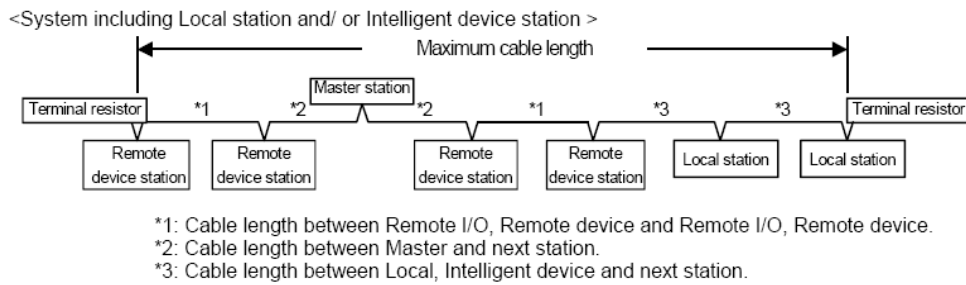 <System including Local station and/ or Intelligent device station >
Maximum cable length
Master station
Terminal resistor *1 *2 *2 *1 *3 *3 Terminal resistor
Remote device station
Remote device station
Remote device station
Remote device station
Local station
Local station
*1: Cable length between Remote I/O, Remote device and Remote I/O, Remote device.
*2: Cable length between Master and next station.
*3: Cable length between Local, Intelligent device and next station.